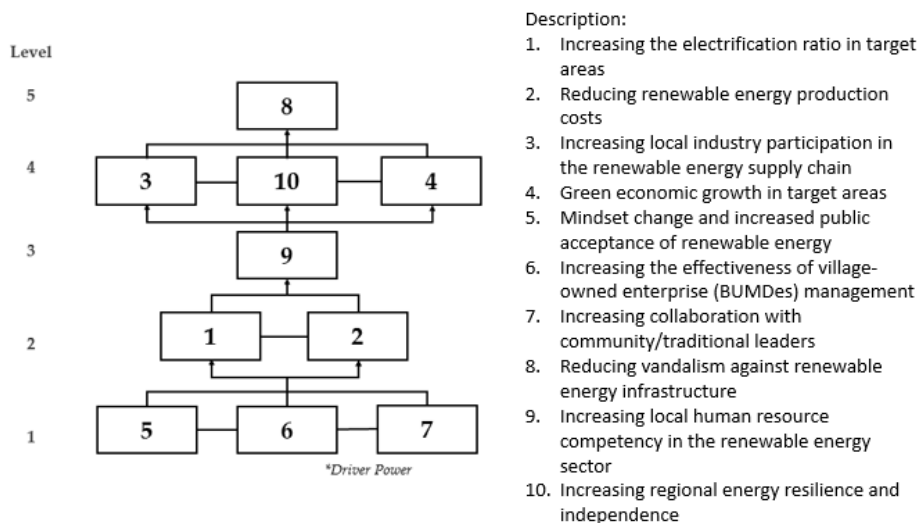 Description:
1. Increasing the electrification ratio in target
areas
2. Reducing renewable energy production
costs
3. Increasing local industry participation in
the renewable energy supply chain
4. Green economic growth in target areas
5. Mindset change and increased public
acceptance of renewable energy
6. Increasing the effectiveness of village-
owned enterprise (BUMDes) management
7. Increasing collaboration with
community/traditional leaders
8. Reducing vandalism against renewable
energy infrastructure
9. Increasing local human resource
competency in the renewable energy
sector
10. Increasing regional energy resilience and
independence
Level
5
8
4
3
10
4
3
9
2
1
2
1
5
6
7
*Driver Power